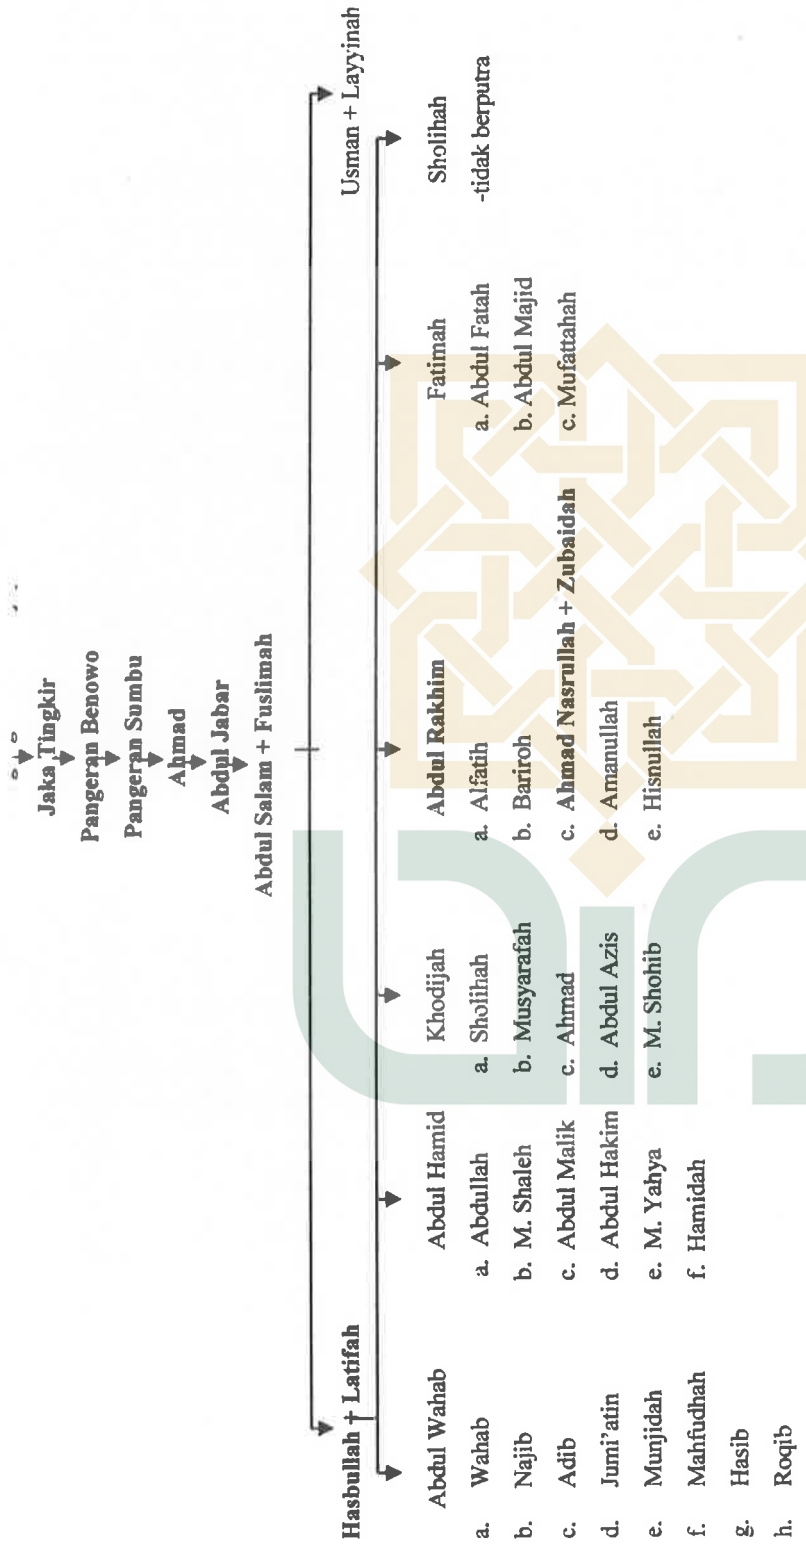 Jaka Tingkir
Pangeran Benowo
Pangeran Sumbu
Ahmad
Abdul Jabar
Abdul Salam + Fuslimah
Hasbullah + Latifah
Usman + Layyinah
Abdul Wahab
a. Wahab
b. Najib
c. Adib
d. Jumi'atin
e. Munjidah
f. Mahfudhah
g. Hasib
h. Roqib
Abdul Hamid
a. Abdullah
b. M. Shaleh
c. Abdul Malik
d. Abdul Hakim
e. M. Yahya
f. Hamidah
Khodijah
a. Sholihah
b. Musyarafah
c. Ahmad
d. Abdul Azis
e. M. Shohib
Abdul Rakhim
a. Alfatih
b. Bariroh
c. Ahmad Nasrullah + Zubaidah
d. Amanullah
e. Hisnullah
Fatimah
a. Abdul Fatah
b. Abdul Majid
c. Mufattahah
Sholihah
-tidak berputra